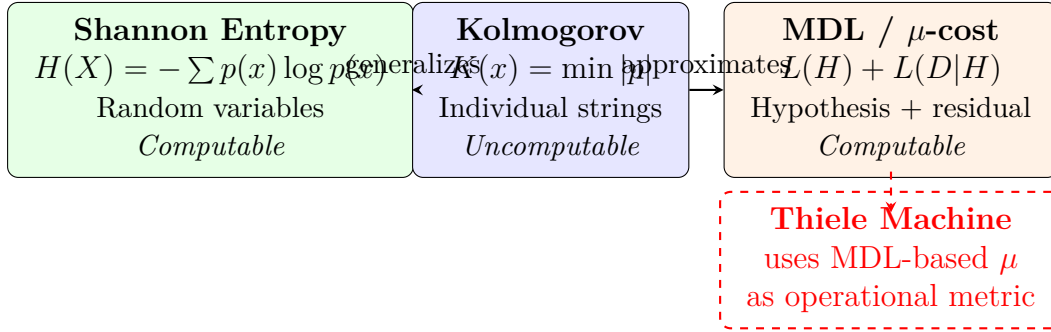 Shannon Entropy
H(X) = − ∑ p(x) log p(x)
Random variables
Computable
generalizes
Kolmogorov
K(x) = min |p|
Individual strings
Uncomputable
approximates
MDL / μ-cost
L(H) + L(D|H)
Hypothesis + residual
Computable
Thiele Machine
uses MDL-based μ
as operational metric